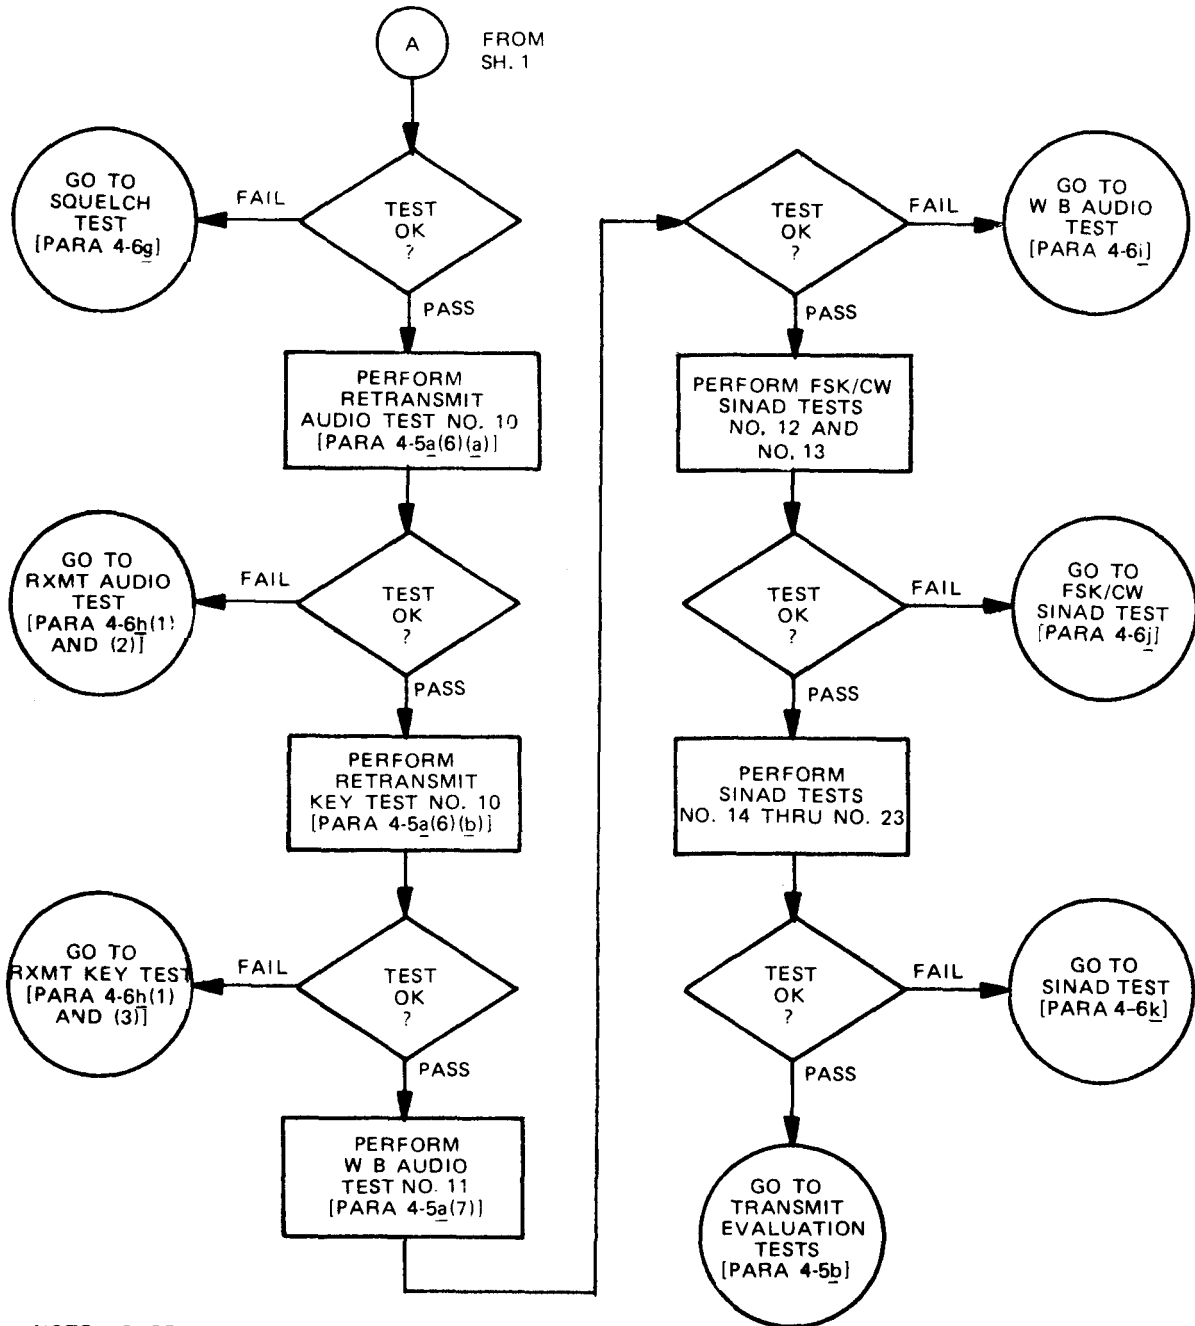 A
FROM
SH. 1
TEST
OK
?
FAIL
GO TO
SQUELCH
TEST
[PARA 4-6g]
PASS
PERFORM
RETRANSMIT
AUDIO TEST NO. 10
[PARA 4-5a(6)(a)]
TEST
OK
?
FAIL
GO TO
RXMT AUDIO
TEST
[PARA 4-6h(1)
AND (2)]
PASS
PERFORM
RETRANSMIT
KEY TEST NO. 10
[PARA 4-5a(6)(b)]
TEST
OK
?
FAIL
GO TO
RXMT KEY TEST
[PARA 4-6h(1)
AND (3)]
PASS
PERFORM
W B AUDIO
TEST NO. 11
[PARA 4-5a(7)]
TEST
OK
?
FAIL
GO TO
W B AUDIO
TEST
[PARA 4-6i]
PASS
PERFORM FSK/CW
SINAD TESTS
NO. 12 AND
NO. 13
TEST
OK
?
FAIL
GO TO
FSK/CW
SINAD TEST
[PARA 4-6j]
PASS
PERFORM
SINAD TESTS
NO. 14 THRU NO. 23
TEST
OK
?
FAIL
GO TO
SINAD TEST
[PARA 4-6k]
PASS
GO TO
TRANSMIT
EVALUATION
TESTS
[PARA 4-5b]